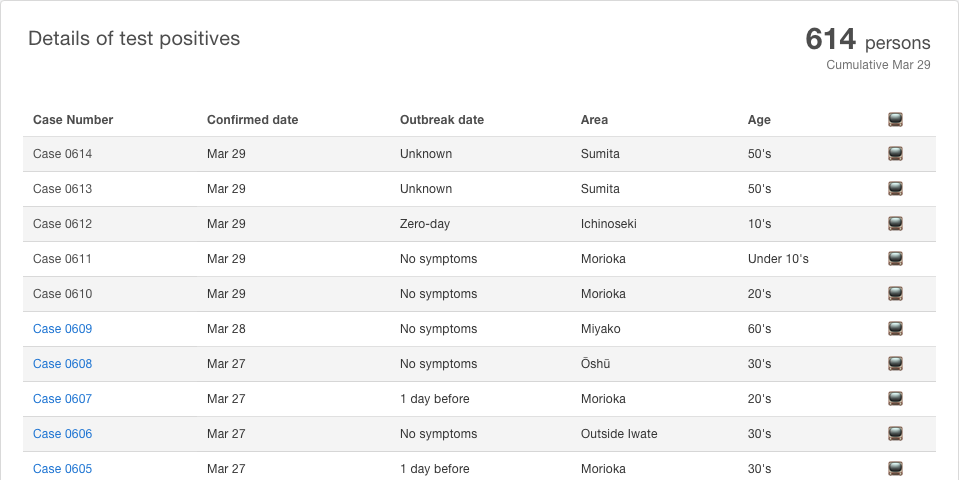 Details of test positives
614 persons
Cumulative Mar 29
Case Number Confirmed date Outbreak date Area Age
Case 0614 Mar 29 Unknown Sumita 50's
Case 0613 Mar 29 Unknown Sumita 50's
Case 0612 Mar 29 Zero-day Ichinoseki 10's
Case 0611 Mar 29 No symptoms Morioka Under 10's
Case 0610 Mar 29 No symptoms Morioka 20's
Case 0609 Mar 28 No symptoms Miyako 60's
Case 0608 Mar 27 No symptoms Ōshū 30's
Case 0607 Mar 27 1 day before Morioka 20's
Case 0606 Mar 27 No symptoms Outside Iwate 30's
Case 0605 Mar 27 1 day before Morioka 30's